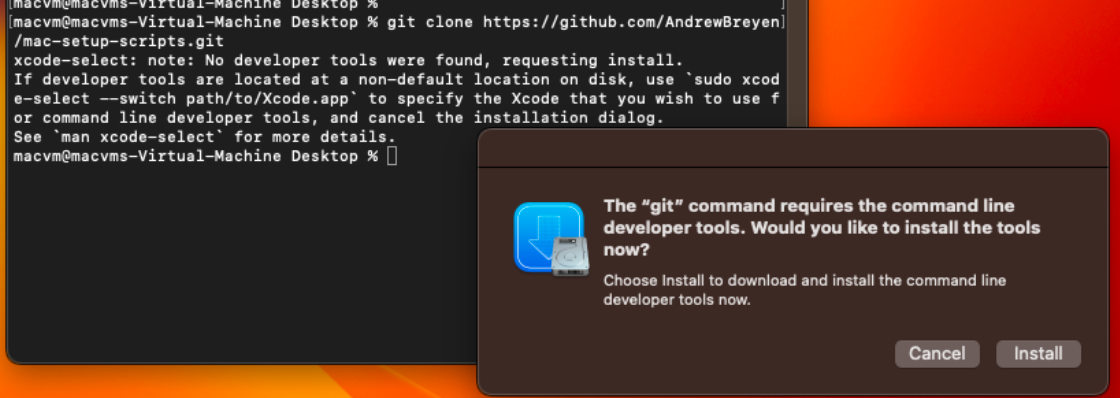 [macvm@macvms-Virtual-Machine Desktop %
[macvm@macvms-Virtual-Machine Desktop % git clone https://github.com/AndrewBreyen]
/mac-setup-scripts.git
xcode-select: note: No developer tools were found, requesting install.
If developer tools are located at a non-default location on disk, use `sudo xcod
e-select --switch path/to/Xcode.app` to specify the Xcode that you wish to use f
or command line developer tools, and cancel the installation dialog.
See `man xcode-select` for more details.
macvm@macvms-Virtual-Machine Desktop %
The “git” command requires the command line
developer tools. Would you like to install the tools
now?
Choose Install to download and install the command line
developer tools now.
Cancel
Install